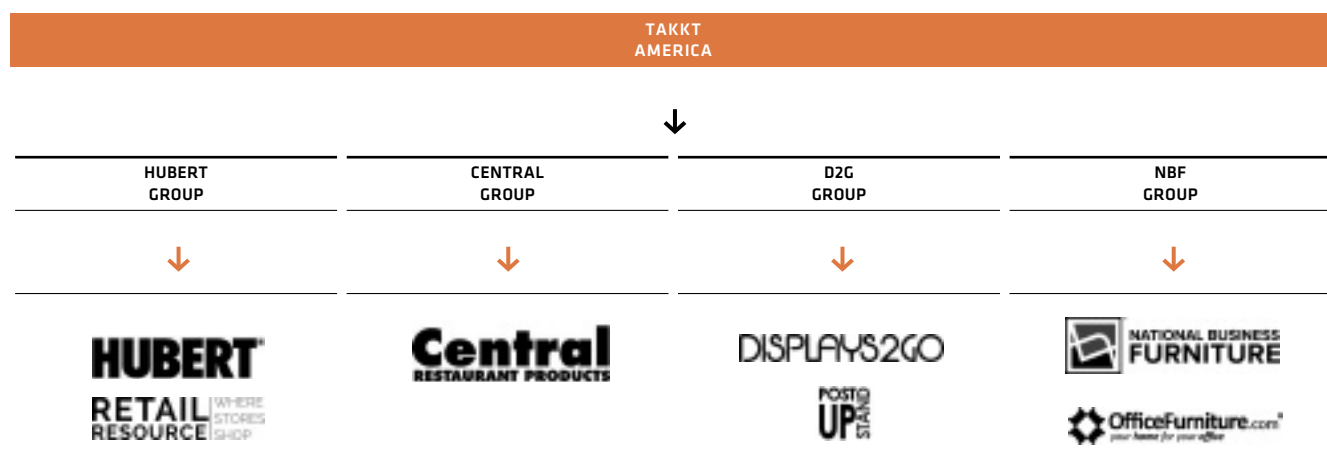 TAKKT
AMERICA
HUBERT
GROUP
CENTRAL
GROUP
D2G
GROUP
NBF
GROUP
HUBERT
RETAIL
RESOURCE
WHERE
STORES
SHOP
Central
RESTAURANT PRODUCTS
DISPLAYS2GO
POST
UP
STAND
NATIONAL BUSINESS
FURNITURE
OfficeFurniture.com
your home for your office